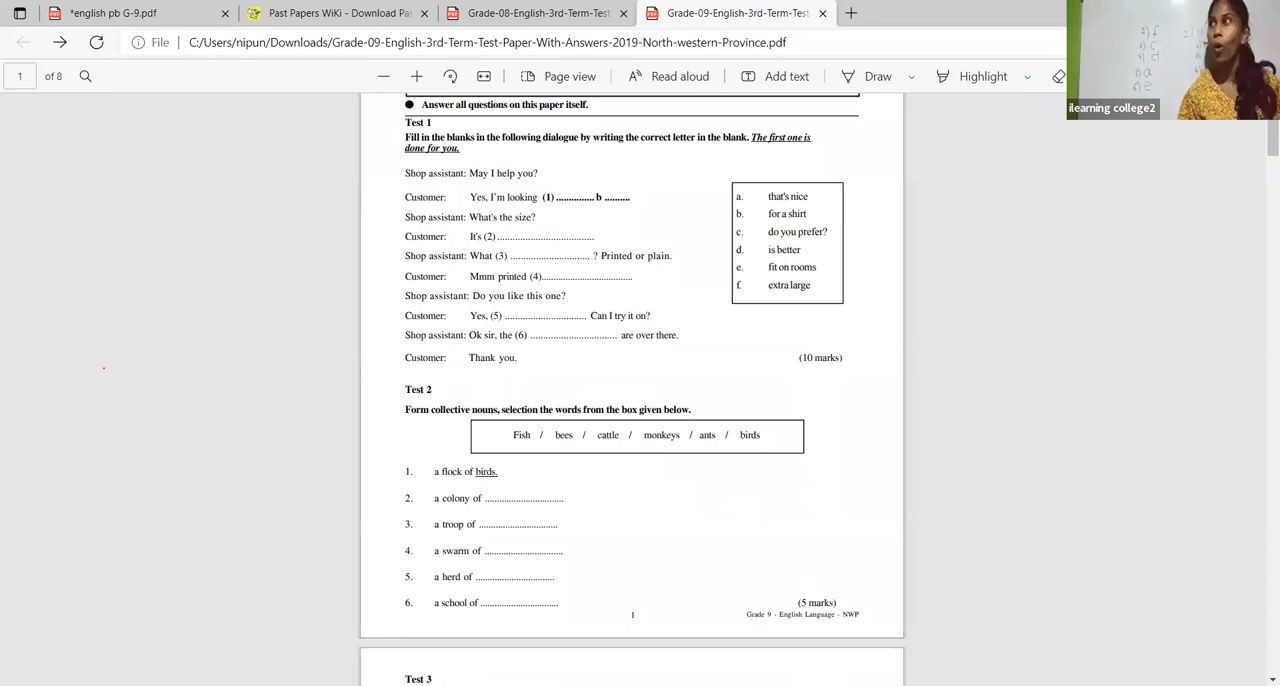 *english pb G-9.pdf
Past Papers WiKi - Download Pas
Grade-08-English-3rd-Term-Test
Grade-09-English-3rd-Term-Test
File
C:/Users/nipun/Downloads/Grade-09-English-3rd-Term-Test-Paper-With-Answers-2019-North-western-Province.pdf
1 of 8
Page view
Read aloud
Add text
Draw
Highlight
ilearning college2
2) f
3) c
4) d
5) a
6) e
● Answer all questions on this paper itself.
Test 1
Fill in the blanks in the following dialogue by writing the correct letter in the blank. The first one is
done for you.
Shop assistant: May I help you?
Customer: Yes, I'm looking (1) ............... b ..........
Shop assistant: What's the size?
Customer: It's (2) ......................................
Shop assistant: What (3) ................................ ? Printed or plain.
Customer: Mmm printed (4)....................................
Shop assistant: Do you like this one?
Customer: Yes, (5) ................................. Can I try it on?
Shop assistant: Ok sir, the (6) ................................... are over there.
Customer: Thank you. (10 marks)
a. that's nice
b. for a shirt
c. do you prefer?
d. is better
e. fit on rooms
f. extra large
Test 2
Form collective nouns, selection the words from the box given below.
Fish / bees / cattle / monkeys / ants / birds
1. a flock of birds.
2. a colony of ...............................
3. a troop of ...............................
4. a swarm of ...............................
5. a herd of ...............................
6. a school of ............................... (5 marks)
1
Grade 9 - English Language - NWP
Test 3